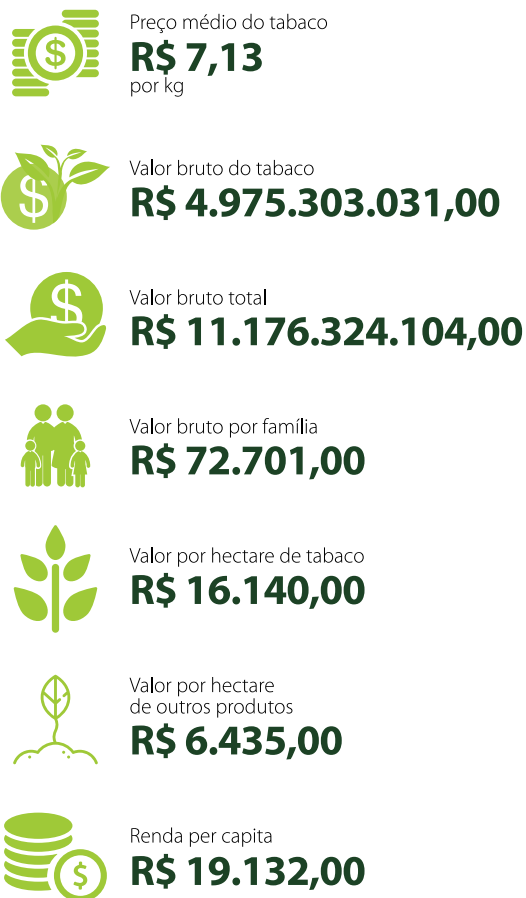 Preço médio do tabaco
R$ 7,13
por kg
Valor bruto do tabaco
R$ 4.975.303.031,00
Valor bruto total
R$ 11.176.324.104,00
Valor bruto por família
R$ 72.701,00
Valor por hectare de tabaco
R$ 16.140,00
Valor por hectare
de outros produtos
R$ 6.435,00
Renda per capita
R$ 19.132,00